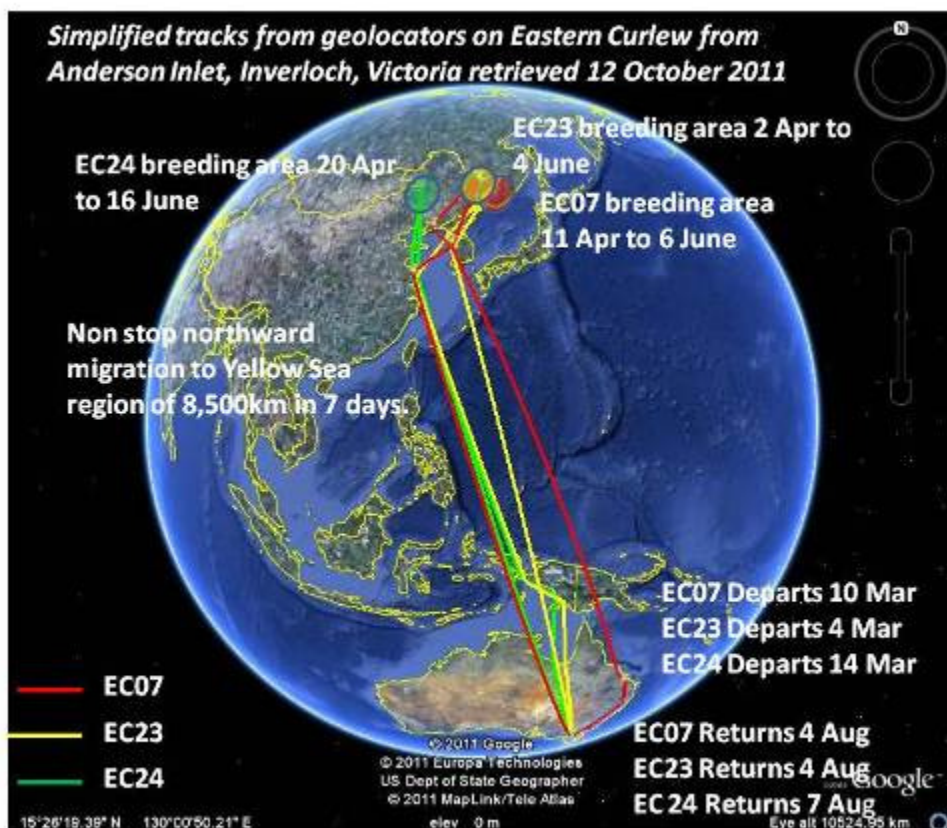 Simplified tracks from geolocators on Eastern Curlew from
Anderson Inlet, Inverloch, Victoria retrieved 12 October 2011
N
EC23 breeding area 2 Apr to
4 June
EC24 breeding area 20 Apr
to 16 June
EC07 breeding area
11 Apr to 6 June
Non stop northward
migration to Yellow Sea
region of 8,500km in 7 days.
EC07 Departs 10 Mar
EC23 Departs 4 Mar
EC24 Departs 14 Mar
EC07
EC23
EC24
EC07 Returns 4 Aug
EC23 Returns 4 Aug
EC 24 Returns 7 Aug
© 2011 Google
© 2011 Europa Technologies
US Dept of State Geographer
© 2011 MapLink/Tele Atlas
Google
15°26'19.39" N 130°00'50.21" E elev 0 m Eye alt 10524.95 km